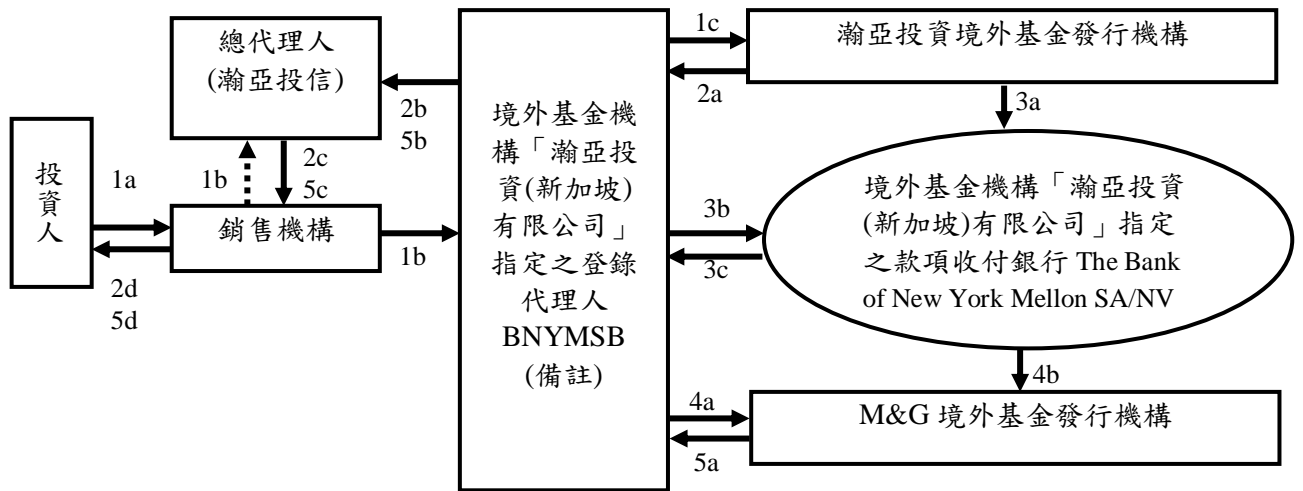 投
資
人
1a
2d
5d
總代理人
(瀚亞投信)
1b
2c
5c
銷售機構
2b
5b
1b
境外基金機
構「瀚亞投
資(新加坡)
有限公司」
指定之登錄
代理人
BNYMSB
(備註)
1c
2a
瀚亞投資境外基金發行機構
3a
3b
3c
境外基金機構「瀚亞投資
(新加坡)有限公司」指定
之款項收付銀行 The Bank
of New York Mellon SA/NV
4b
4a
5a
M&G 境外基金發行機構